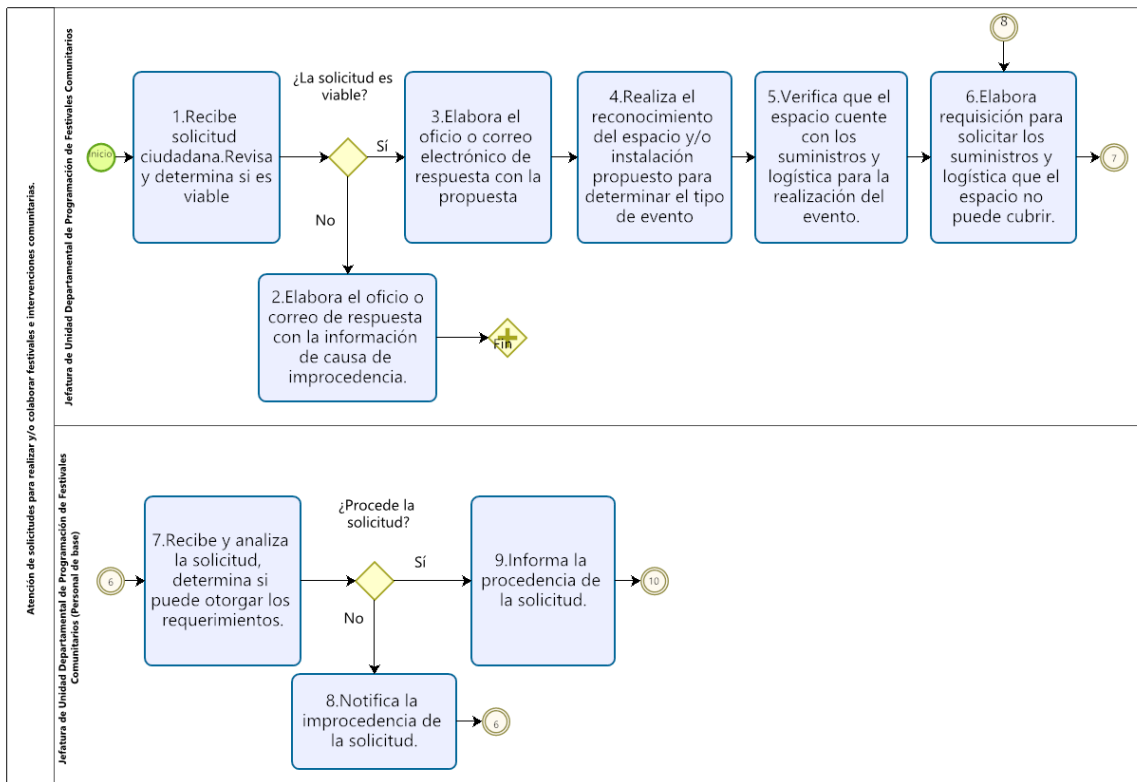 Atención de solicitudes para realizar y/o colaborar festivales e intervenciones comunitarias.
Jefatura de Unidad Departamental de Programación de Festivales Comunitarios
Inicio
1.Recibe
solicitud
ciudadana.Revisa
y determina si es
viable
¿La solicitud es
viable?
Sí
No
2.Elabora el oficio o
correo de respuesta
con la información
de causa de
improcedencia.
Fin
3.Elabora el
oficio o correo
electrónico de
respuesta con la
propuesta
4.Realiza el
reconocimiento
del espacio y/o
instalación
propuesto para
determinar el tipo
de evento
5.Verifica que el
espacio cuente
con los
suministros y
logística para la
realización del
evento.
8
6.Elabora
requisición para
solicitar los
suministros y
logística que el
espacio no
puede cubrir.
7
Jefatura de Unidad Departamental de Programación de Festivales
Comunitarios (Personal de base)
6
7.Recibe y analiza
la solicitud,
determina si
puede otorgar los
requerimientos.
¿Procede la
solicitud?
Sí
No
8.Notifica la
improcedencia de
la solicitud.
6
9.Informa la
procedencia de
la solicitud.
10